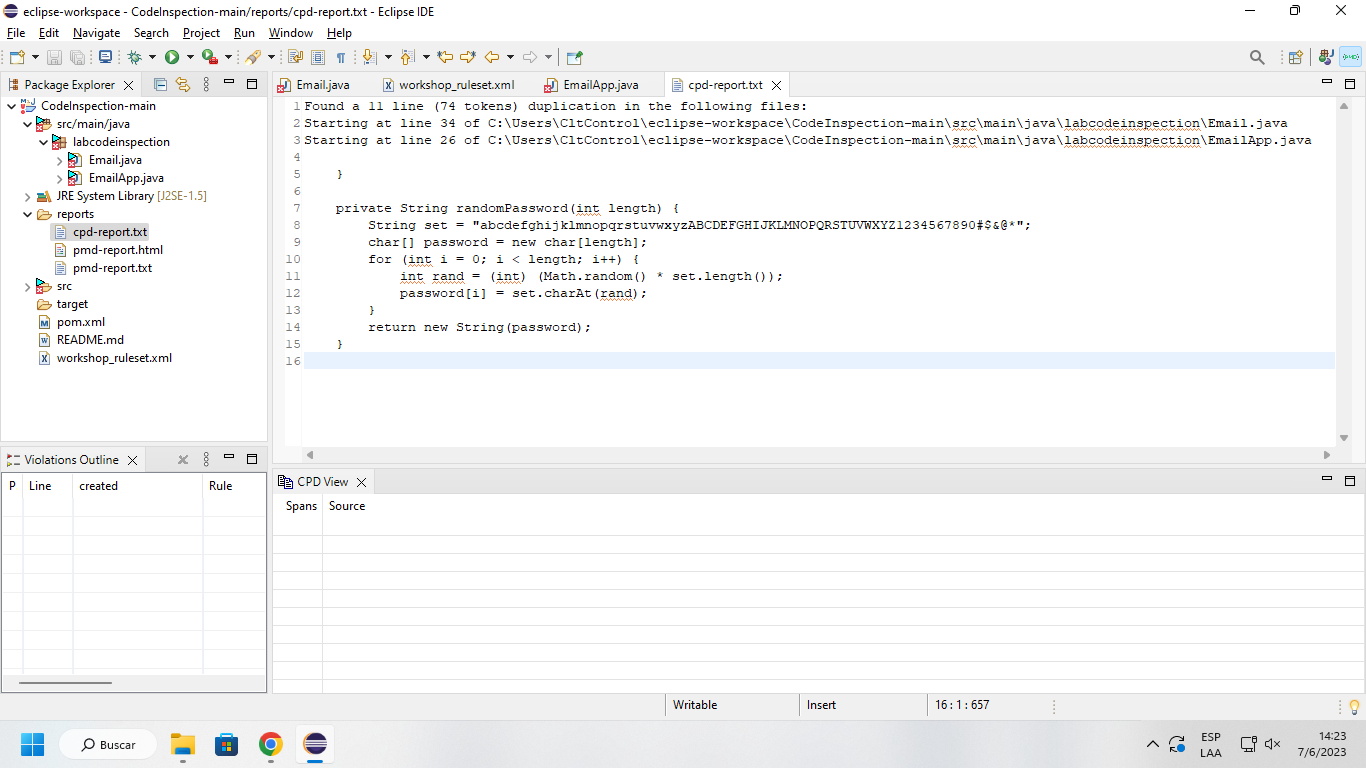 eclipse-workspace - CodeInspection-main/reports/cpd-report.txt - Eclipse IDE
File Edit Navigate Search Project Run Window Help
Package Explorer
CodeInspection-main
src/main/java
labcodeinspection
Email.java
EmailApp.java
JRE System Library [J2SE-1.5]
reports
cpd-report.txt
pmd-report.html
pmd-report.txt
src
target
pom.xml
README.md
workshop_ruleset.xml
Email.java workshop_ruleset.xml EmailApp.java cpd-report.txt
1 Found a 11 line (74 tokens) duplication in the following files:
2 Starting at line 34 of C:\Users\CltControl\eclipse-workspace\CodeInspection-main\src\main\java\labcodeinspection\Email.java
3 Starting at line 26 of C:\Users\CltControl\eclipse-workspace\CodeInspection-main\src\main\java\labcodeinspection\EmailApp.java
4
5     }
6
7     private String randomPassword(int length) {
8         String set = "abcdefghijklmnopqrstuvwxyzABCDEFGHIJKLMNOPQRSTUVWXYZ1234567890#$&@*";
9         char[] password = new char[length];
10         for (int i = 0; i < length; i++) {
11             int rand = (int) (Math.random() * set.length());
12             password[i] = set.charAt(rand);
13         }
14         return new String(password);
15     }
16
Violations Outline
P Line created Rule
CPD View
Spans Source
Writable Insert 16 : 1 : 657
Buscar
ESP
LAA
14:23
7/6/2023